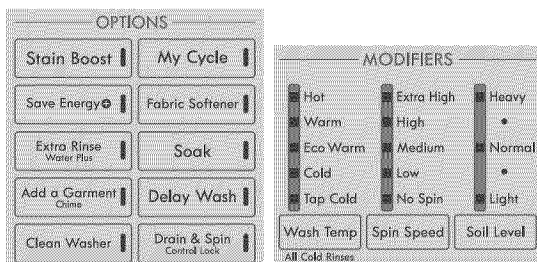 OPTIONS
Stain Boost
My Cycle
Save Energy
Fabric Softener
Extra Rinse
Water Plus
Soak
Add a Garment
Chime
Delay Wash
Clean Washer
Drain & Spin
Control Lock
MODIFIERS
Hot
Extra High
Heavy
Warm
High
•
Eco Warm
Medium
Normal
Cold
Low
•
Tap Cold
No Spin
Light
Wash Temp
Spin Speed
Soil Level
All Cold Rinses